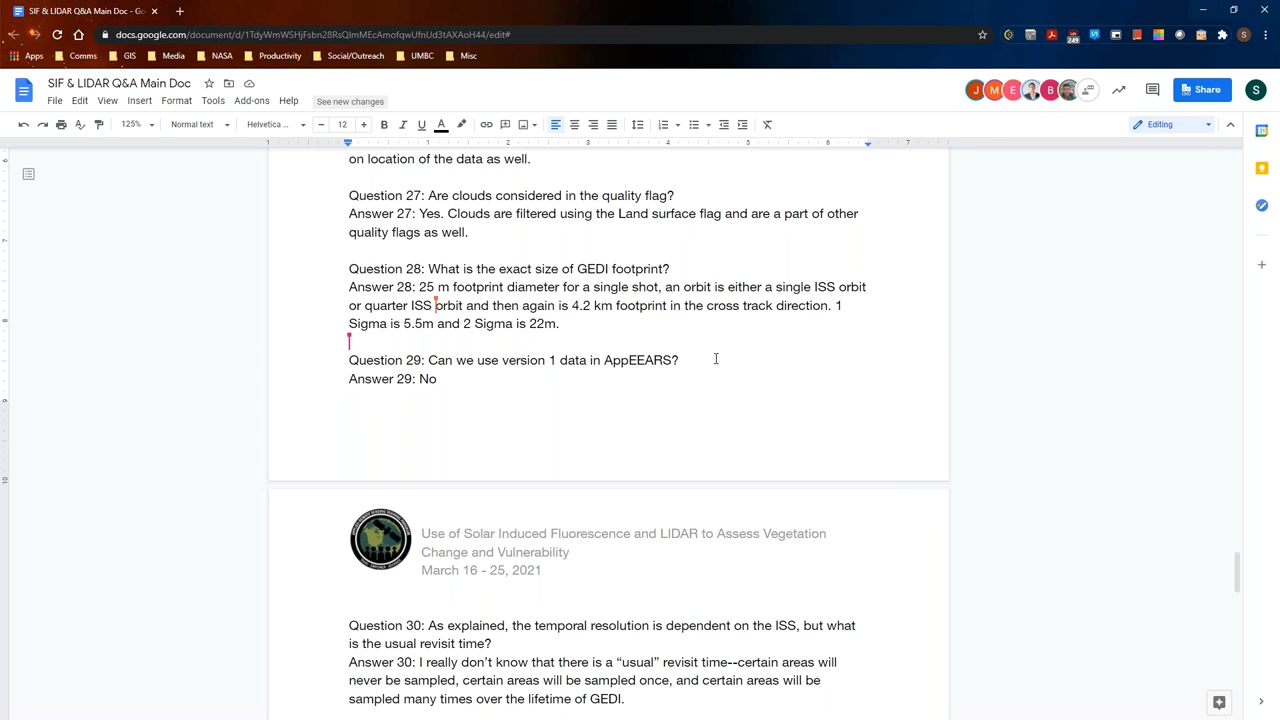 SIF & LIDAR Q&A Main Doc - Go
docs.google.com/document/d/1TdyWmWSHjFsbn28RsQlmMEcAmofqwUfnUd3tAXAoH44/edit#
Apps Comms GIS Media NASA Productivity Social/Outreach UMBC Misc
SIF & LIDAR Q&A Main Doc
File Edit View Insert Format Tools Add-ons Help See new changes
J M E B Share S
125% Normal text Helvetica ... 12 B I U A Editing
1 1 2 3 4 5 6 7
on location of the data as well.
Question 27: Are clouds considered in the quality flag?
Answer 27: Yes. Clouds are filtered using the Land surface flag and are a part of other
quality flags as well.
Question 28: What is the exact size of GEDI footprint?
Answer 28: 25 m footprint diameter for a single shot, an orbit is either a single ISS orbit
or quarter ISS orbit and then again is 4.2 km footprint in the cross track direction. 1
Sigma is 5.5m and 2 Sigma is 22m.
Question 29: Can we use version 1 data in AppEEARS?
Answer 29: No
Use of Solar Induced Fluorescence and LIDAR to Assess Vegetation
Change and Vulnerability
March 16 - 25, 2021
Question 30: As explained, the temporal resolution is dependent on the ISS, but what
is the usual revisit time?
Answer 30: I really don't know that there is a “usual” revisit time--certain areas will
never be sampled, certain areas will be sampled once, and certain areas will be
sampled many times over the lifetime of GEDI.